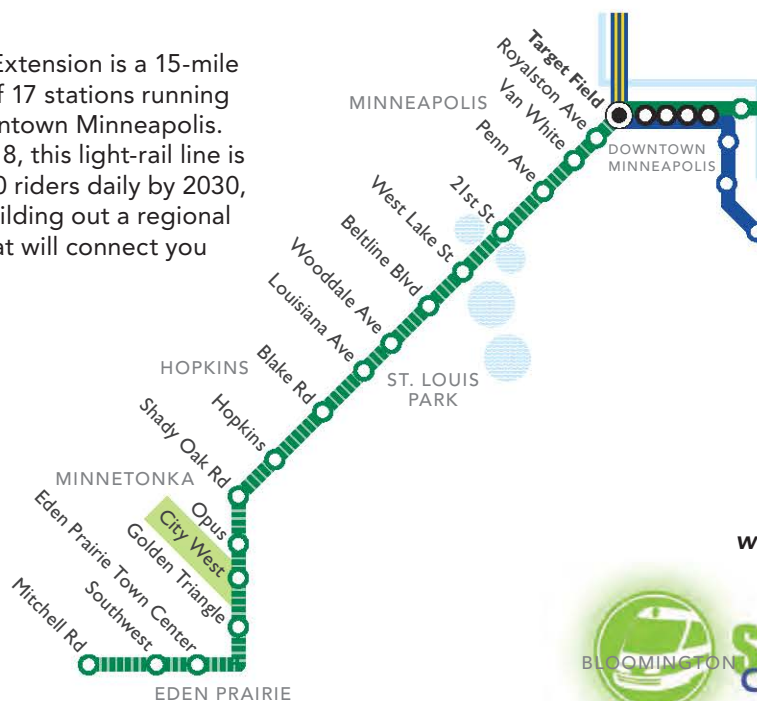 Extension is a 15-mile
f 17 stations running
ntown Minneapolis.
8, this light-rail line is
0 riders daily by 2030,
ilding out a regional
at will connect you
Target Field
Royalston Ave
Van White
Penn Ave
21st St
West Lake St
Beltline Blvd
Wooddale Ave
Louisiana Ave
Blake Rd
Hopkins
Shady Oak Rd
Opus
City West
Golden Triangle
Eden Prairie Town Center
Southwest
Mitchell Rd
MINNEAPOLIS
DOWNTOWN
MINNEAPOLIS
HOPKINS
ST. LOUIS
PARK
MINNETONKA
EDEN PRAIRIE
w
BLOOMINGTON